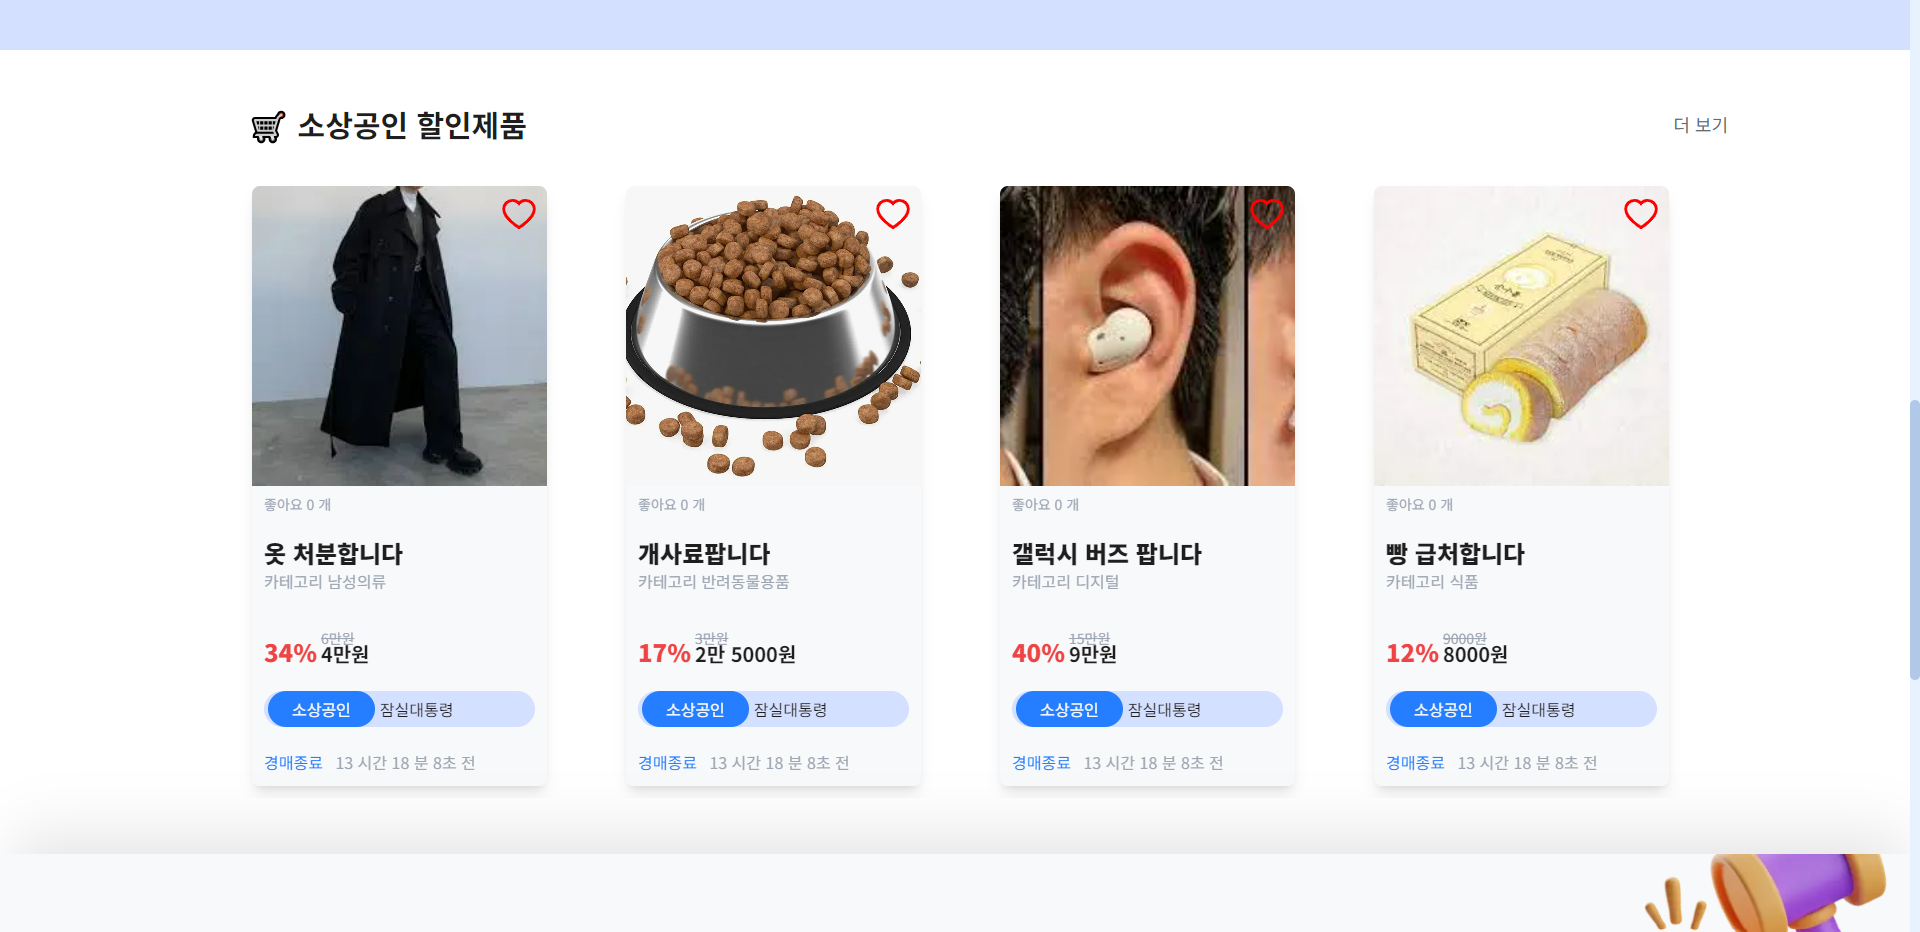 소상공인 할인제품
더 보기
좋아요 0 개
옷 처분합니다
카테고리 남성의류
6만원
34% 4만원
소상공인 잠실대통령
경매종료 13 시간 18 분 8초 전
좋아요 0 개
개사료팝니다
카테고리 반려동물용품
3만원
17% 2만 5000원
소상공인 잠실대통령
경매종료 13 시간 18 분 8초 전
좋아요 0 개
갤럭시 버즈 팝니다
카테고리 디지털
15만원
40% 9만원
소상공인 잠실대통령
경매종료 13 시간 18 분 8초 전
좋아요 0 개
빵 급처합니다
카테고리 식품
9000원
12% 8000원
소상공인 잠실대통령
경매종료 13 시간 18 분 8초 전